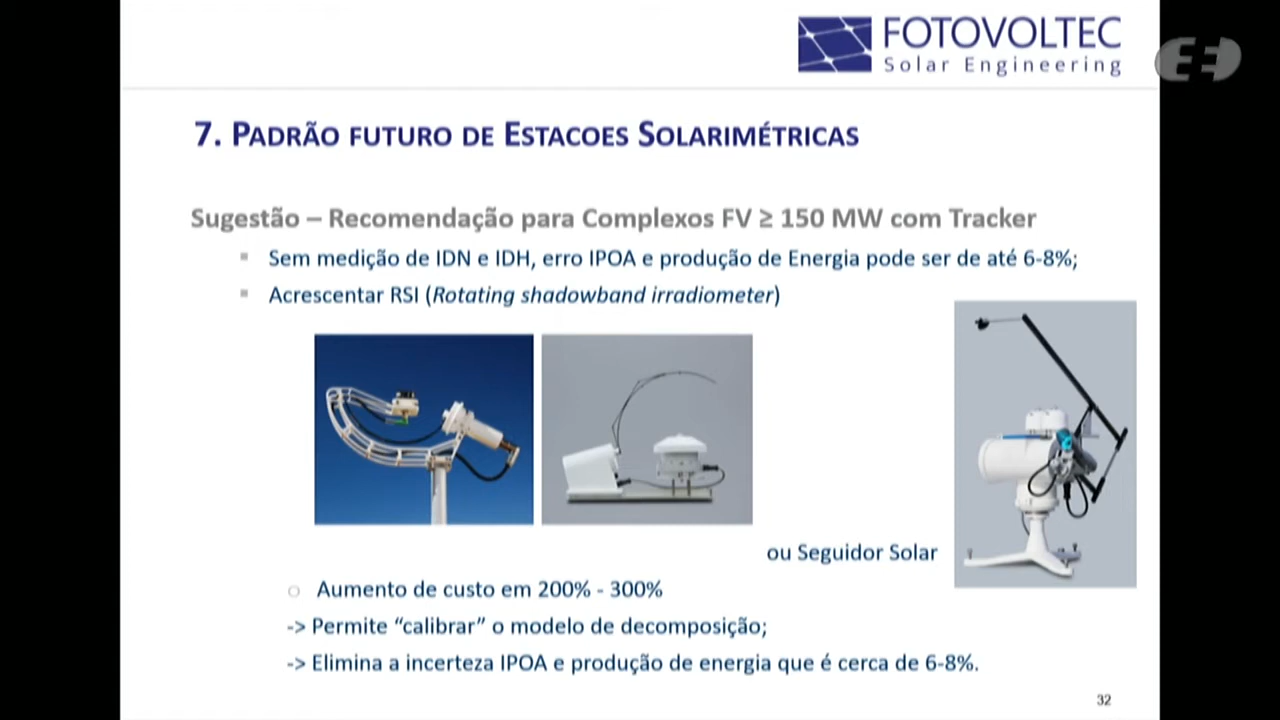 FOTOVOLTEC
Solar Engineering
7. PADRÃO FUTURO DE ESTACOES SOLARIMÉTRICAS
Sugestão – Recomendação para Complexos FV ≥ 150 MW com Tracker
Sem medição de IDN e IDH, erro IPOA e produção de Energia pode ser de até 6-8%;
Acrescentar RSI (Rotating shadowband irradiometer)
ou Seguidor Solar
Aumento de custo em 200% - 300%
-> Permite “calibrar” o modelo de decomposição;
-> Elimina a incerteza IPOA e produção de energia que é cerca de 6-8%.
32